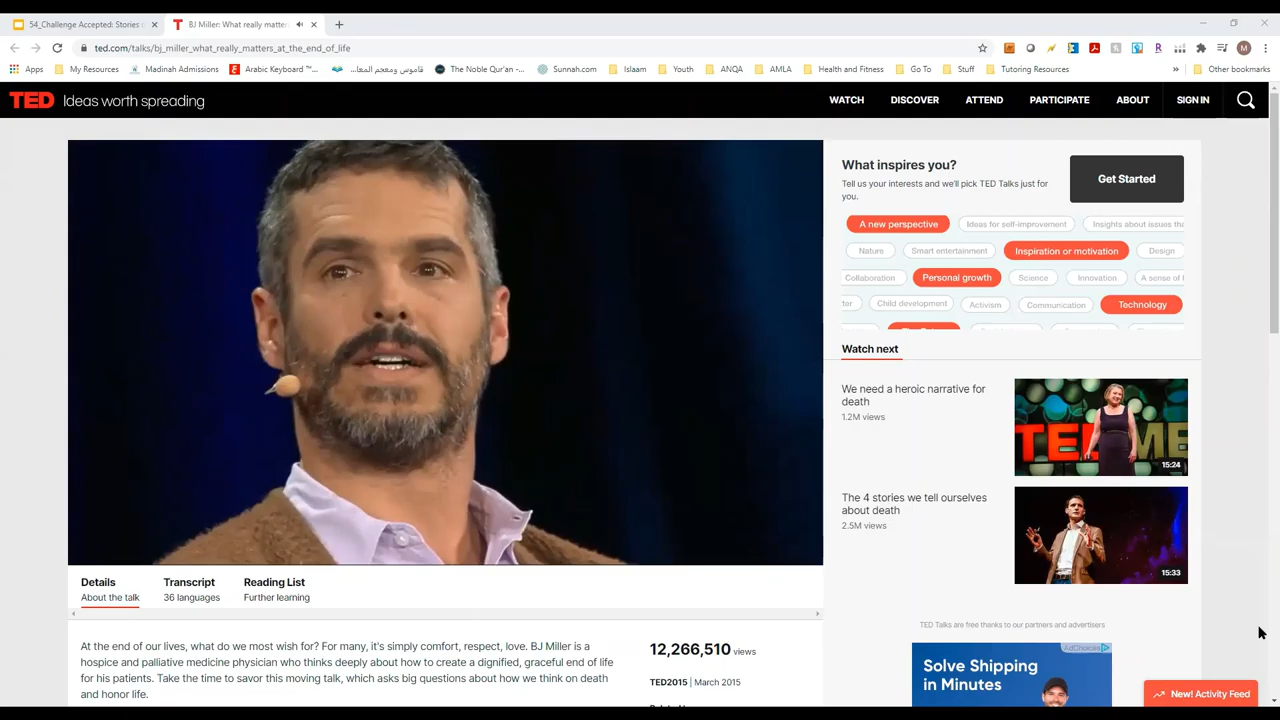 54_Challenge Accepted: Stories o
BJ Miller: What really matters
ted.com/talks/bj_miller_what_really_matters_at_the_end_of_life
M
Apps My Resources Madinah Admissions Arabic Keyboard ™... قاموس ومعجم المعا... The Noble Qur'an -... Sunnah.com Islaam Youth ANQA AMLA Health and Fitness Go To Stuff Tutoring Resources » Other bookmarks
TED Ideas worth spreading
WATCH DISCOVER ATTEND PARTICIPATE ABOUT SIGN IN
What inspires you?
Tell us your interests and we'll pick TED Talks just for
you.
Get Started
A new perspective Ideas for self-improvement Insights about issues tha
Nature Smart entertainment Inspiration or motivation Design
Collaboration Personal growth Science Innovation A sense of
ter Child development Activism Communication Technology
Watch next
We need a heroic narrative for
death
1.2M views
15:24
The 4 stories we tell ourselves
about death
2.5M views
15:33
Details Transcript Reading List
About the talk 36 languages Further learning
At the end of our lives, what do we most wish for? For many, it's simply comfort, respect, love. BJ Miller is a
hospice and palliative medicine physician who thinks deeply about how to create a dignified, graceful end of life
for his patients. Take the time to savor this moving talk, which asks big questions about how we think on death
and honor life.
12,266,510 views
TED2015 | March 2015
TED Talks are free thanks to our partners and advertisers
AdChoices
Solve Shipping
in Minutes
New! Activity Feed